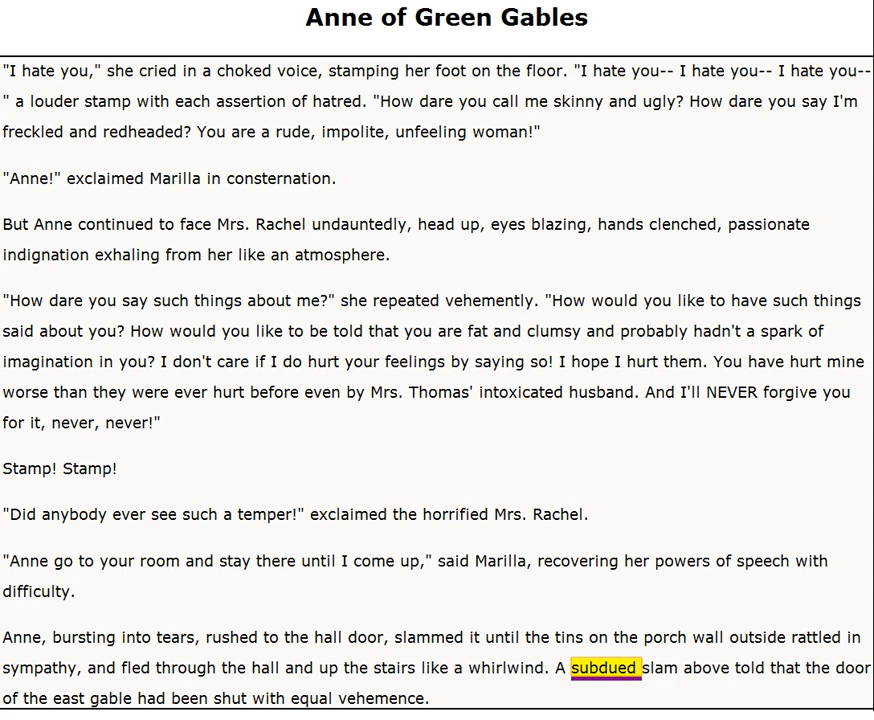 Anne of Green Gables
"I hate you," she cried in a choked voice, stamping her foot on the floor. "I hate you-- I hate you-- I hate you--
" a louder stamp with each assertion of hatred. "How dare you call me skinny and ugly? How dare you say I'm
freckled and redheaded? You are a rude, impolite, unfeeling woman!"
"Anne!" exclaimed Marilla in consternation.
But Anne continued to face Mrs. Rachel undauntedly, head up, eyes blazing, hands clenched, passionate
indignation exhaling from her like an atmosphere.
"How dare you say such things about me?" she repeated vehemently. "How would you like to have such things
said about you? How would you like to be told that you are fat and clumsy and probably hadn't a spark of
imagination in you? I don't care if I do hurt your feelings by saying so! I hope I hurt them. You have hurt mine
worse than they were ever hurt before even by Mrs. Thomas' intoxicated husband. And I'll NEVER forgive you
for it, never, never!"
Stamp! Stamp!
"Did anybody ever see such a temper!" exclaimed the horrified Mrs. Rachel.
"Anne go to your room and stay there until I come up," said Marilla, recovering her powers of speech with
difficulty.
Anne, bursting into tears, rushed to the hall door, slammed it until the tins on the porch wall outside rattled in
sympathy, and fled through the hall and up the stairs like a whirlwind. A subdued slam above told that the door
of the east gable had been shut with equal vehemence.